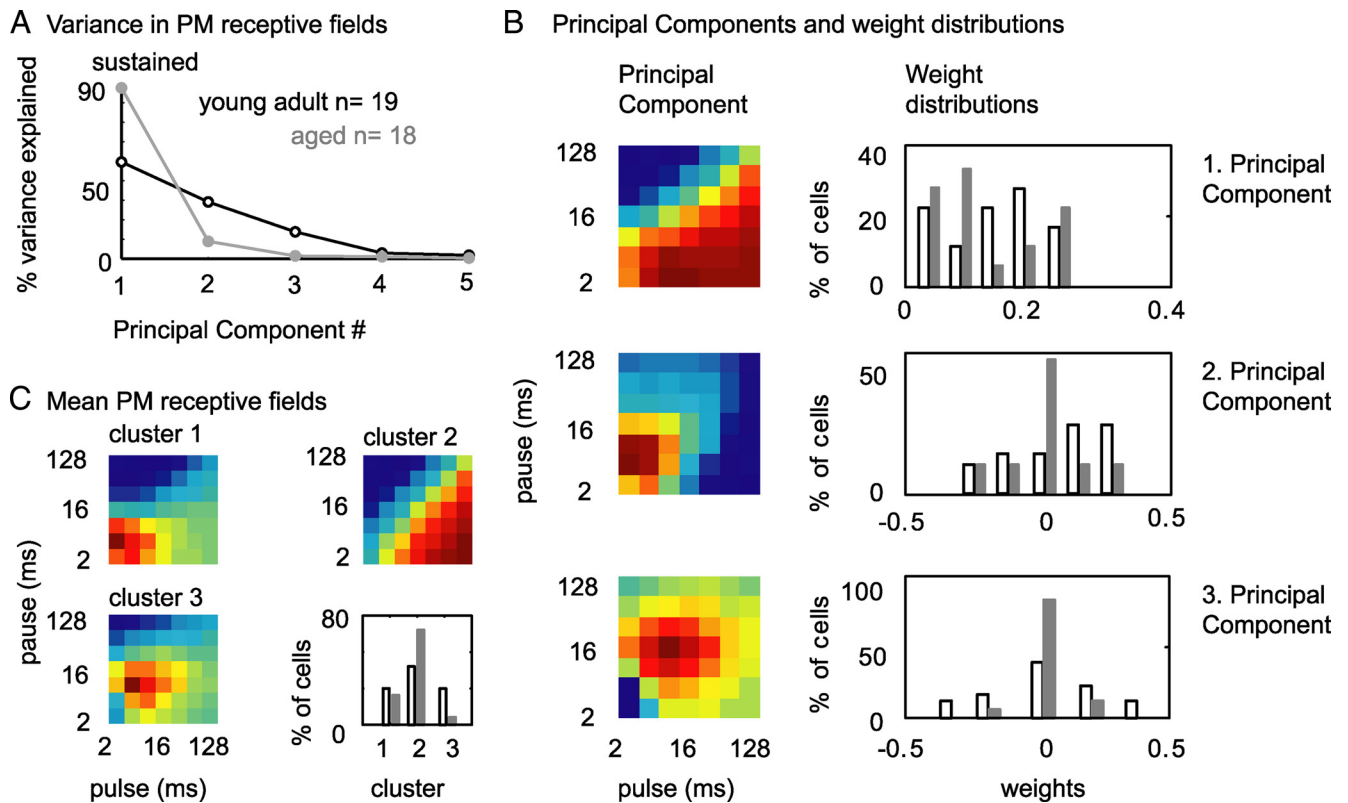 A Variance in PM receptive fields
sustained
young adult n= 19
aged n= 18
% variance explained
90
50
0
1 2 3 4 5
Principal Component #
B Principal Components and weight distributions
Principal
Component
Weight
distributions
128
16
2
% of cells
40
20
0
0 0.2 0.4
1. Principal
Component
pause (ms)
128
16
2
% of cells
50
0
-0.5 0 0.5
2. Principal
Component
128
16
2
2 16 128
pulse (ms)
% of cells
100
50
0
-0.5 0 0.5
weights
3. Principal
Component
C Mean PM receptive fields
cluster 1
128
16
2
cluster 2
128
16
2
pause (ms)
cluster 3
128
16
2
2 16 128
pulse (ms)
% of cells
80
0
1 2 3
cluster